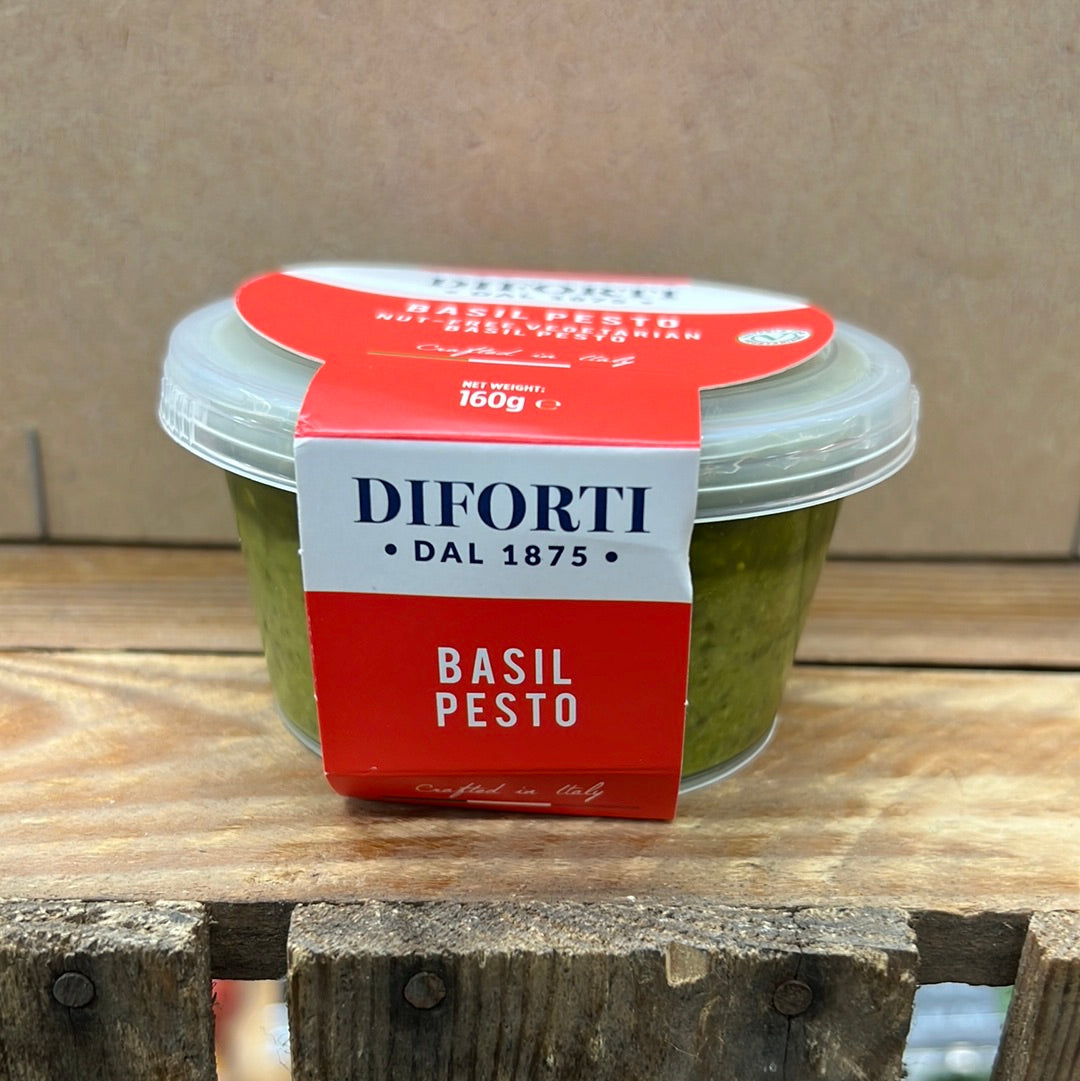 DIFORTI
• DAL 1875 •
BASIL PESTO
NUT-FREE VEGETARIAN
BASIL PESTO
Crafted in Italy
NET WEIGHT:
160g ℮
DIFORTI
• DAL 1875 •
BASIL
PESTO
Crafted in Italy